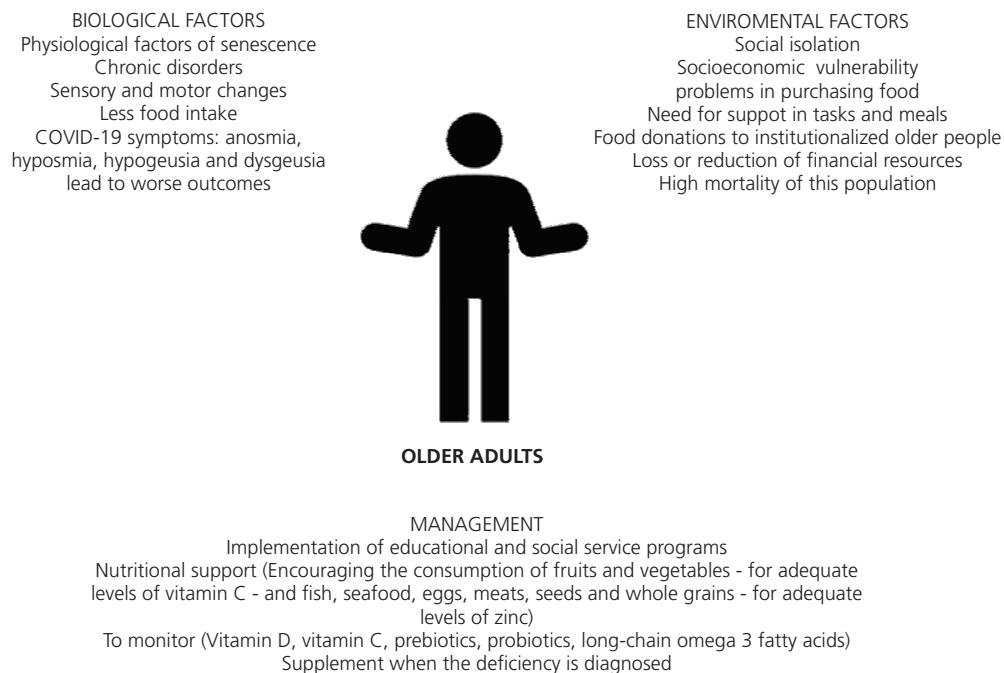 BIOLOGICAL FACTORS
Physiological factors of senescence
Chronic disorders
Sensory and motor changes
Less food intake
COVID-19 symptoms: anosmia,
hyposmia, hypogeusia and dysgeusia
lead to worse outcomes
ENVIROMENTAL FACTORS
Social isolation
Socioeconomic vulnerability
problems in purchasing food
Need for suppot in tasks and meals
Food donations to institutionalized older people
Loss or reduction of financial resources
High mortality of this population
OLDER ADULTS
MANAGEMENT
Implementation of educational and social service programs
Nutritional support (Encouraging the consumption of fruits and vegetables - for adequate
levels of vitamin C - and fish, seafood, eggs, meats, seeds and whole grains - for adequate
levels of zinc)
To monitor (Vitamin D, vitamin C, prebiotics, probiotics, long-chain omega 3 fatty acids)
Supplement when the deficiency is diagnosed